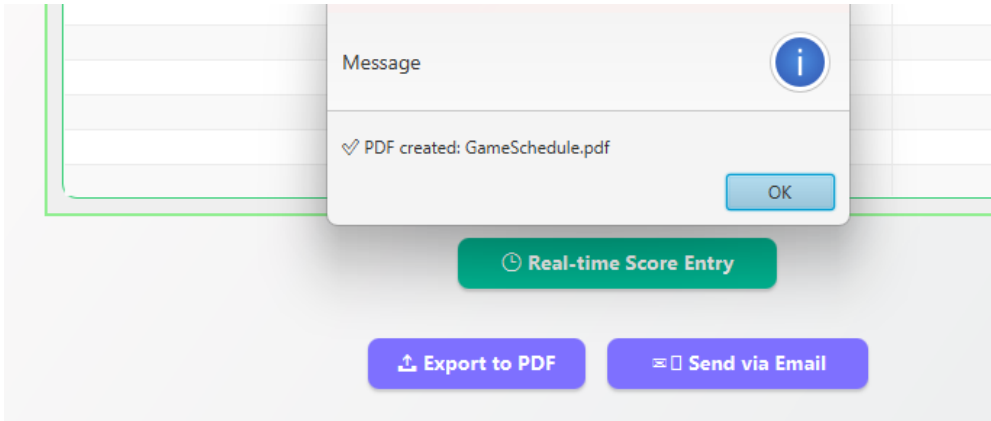 Message
i
✅ PDF created: GameSchedule.pdf
OK
🕒 Real-time Score Entry
📤 Export to PDF
✉️ Send via Email